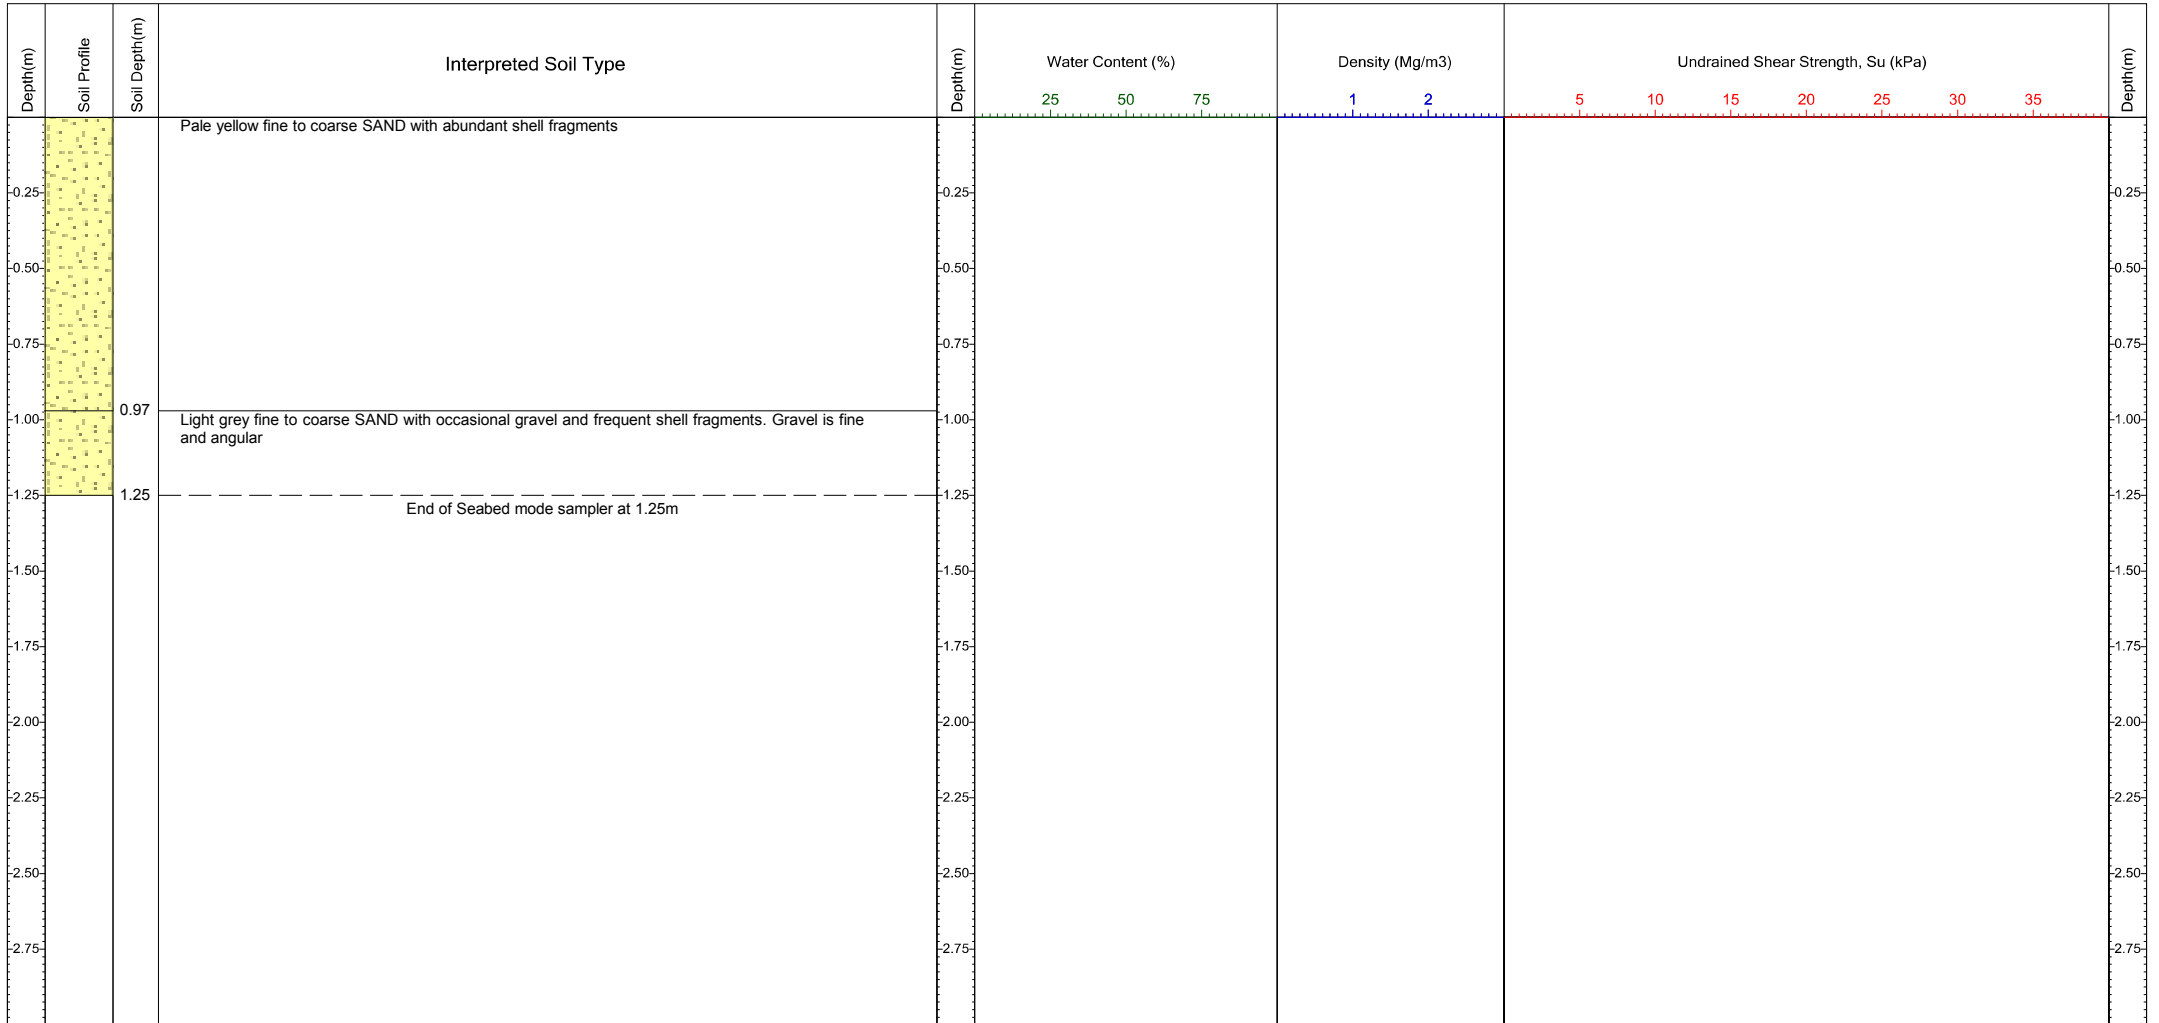 Depth(m)
Soil Profile
Soil Depth(m)
Interpreted Soil Type
Depth(m)
Water Content (%)
25 50 75
Density (Mg/m3)
1 2
Undrained Shear Strength, Su (kPa)
5 10 15 20 25 30 35
Depth(m)
Pale yellow fine to coarse SAND with abundant shell fragments
0.25 0.25 0.25
0.50 0.50 0.50
0.75 0.75 0.75
0.97
1.00 1.00 1.00
Light grey fine to coarse SAND with occasional gravel and frequent shell fragments. Gravel is fine
and angular
1.25 1.25 1.25 1.25
End of Seabed mode sampler at 1.25m
1.50 1.50 1.50
1.75 1.75 1.75
2.00 2.00 2.00
2.25 2.25 2.25
2.50 2.50 2.50
2.75 2.75 2.75